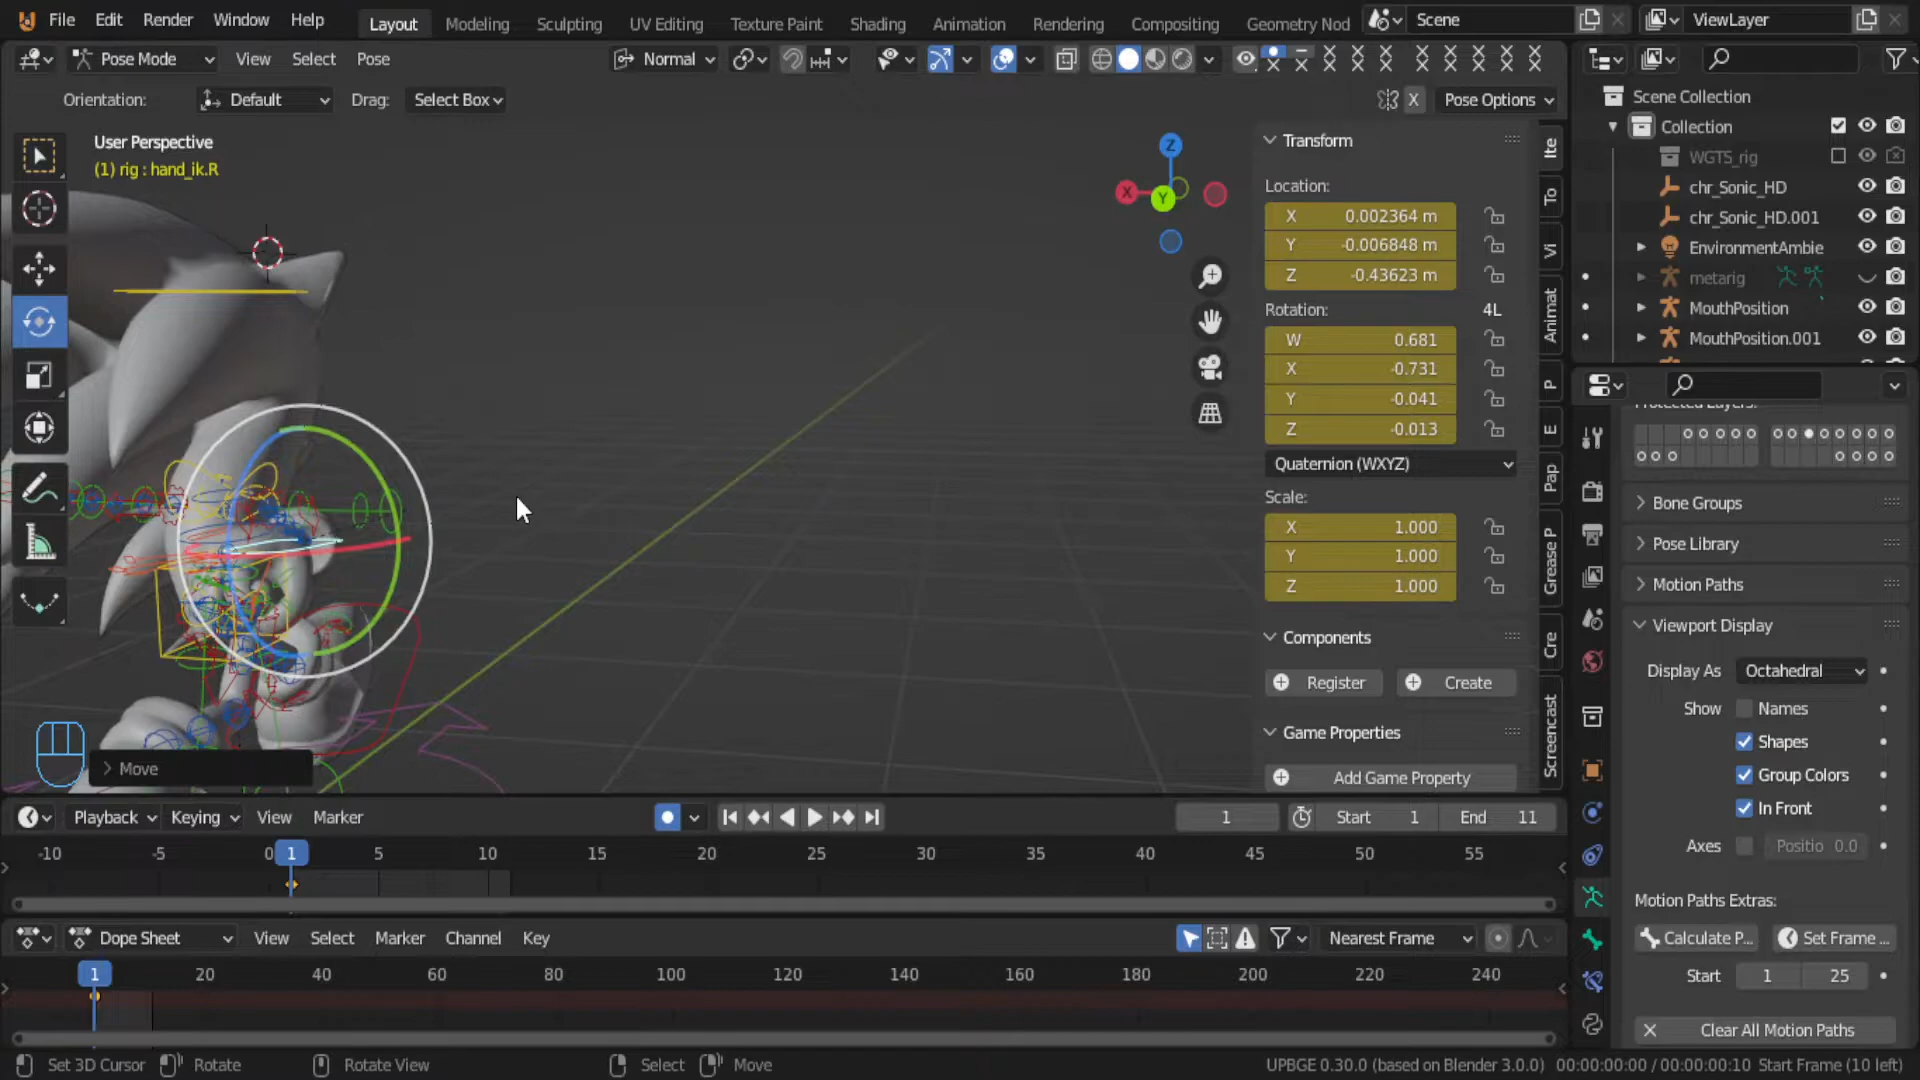 File Edit Render Window Help Layout Modeling Sculpting UV Editing Texture Paint Shading Animation Rendering Compositing Geometry Nod Scene ViewLayer
Pose Mode View Select Pose Normal
Orientation: Default Drag: Select Box X Pose Options
User Perspective
(1) rig : hand_ik.R
Z
X
Y
Transform
Location:
X 0.002364 m
Y -0.006848 m
Z -0.43623 m
Rotation: 4L
W 0.681
X -0.731
Y -0.041
Z -0.013
Quaternion (WXYZ)
Scale:
X 1.000
Y 1.000
Z 1.000
Components
Register Create
Game Properties
Add Game Property
Ite
To
Vi
Animat
P
E
Pap
Grease P
Cre
Screencast
Scene Collection
Collection
WGTS_rig
chr_Sonic_HD
chr_Sonic_HD.001
EnvironmentAmbie
metarig
MouthPosition
MouthPosition.001
Protected Layers:
Bone Groups
Pose Library
Motion Paths
Viewport Display
Display As Octahedral
Show Names
Shapes
Group Colors
In Front
Axes Positio 0.0
Motion Paths Extras:
Calculate P... Set Frame ...
Start 1 25
Clear All Motion Paths
Move
Playback Keying View Marker 1 Start 1 End 11
-10 -5 0 1 5 10 15 20 25 30 35 40 45 50 55
Dope Sheet View Select Marker Channel Key Nearest Frame
1 20 40 60 80 100 120 140 160 180 200 220 240
Set 3D Cursor Rotate Rotate View Select Move UPBGE 0.30.0 (based on Blender 3.0.0) 00:00:00:00 / 00:00:00:10 Start Frame (10 left)